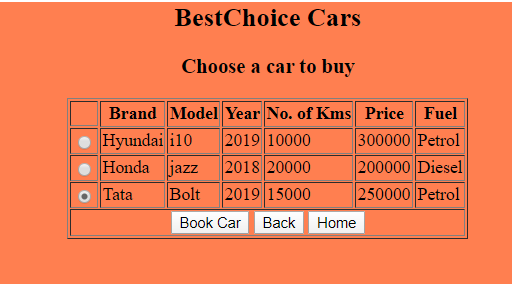 BestChoice Cars
Choose a car to buy
Brand Model Year No. of Kms Price Fuel
Hyundai i10 2019 10000 300000 Petrol
Honda jazz 2018 20000 200000 Diesel
Tata Bolt 2019 15000 250000 Petrol
Book Car Back Home